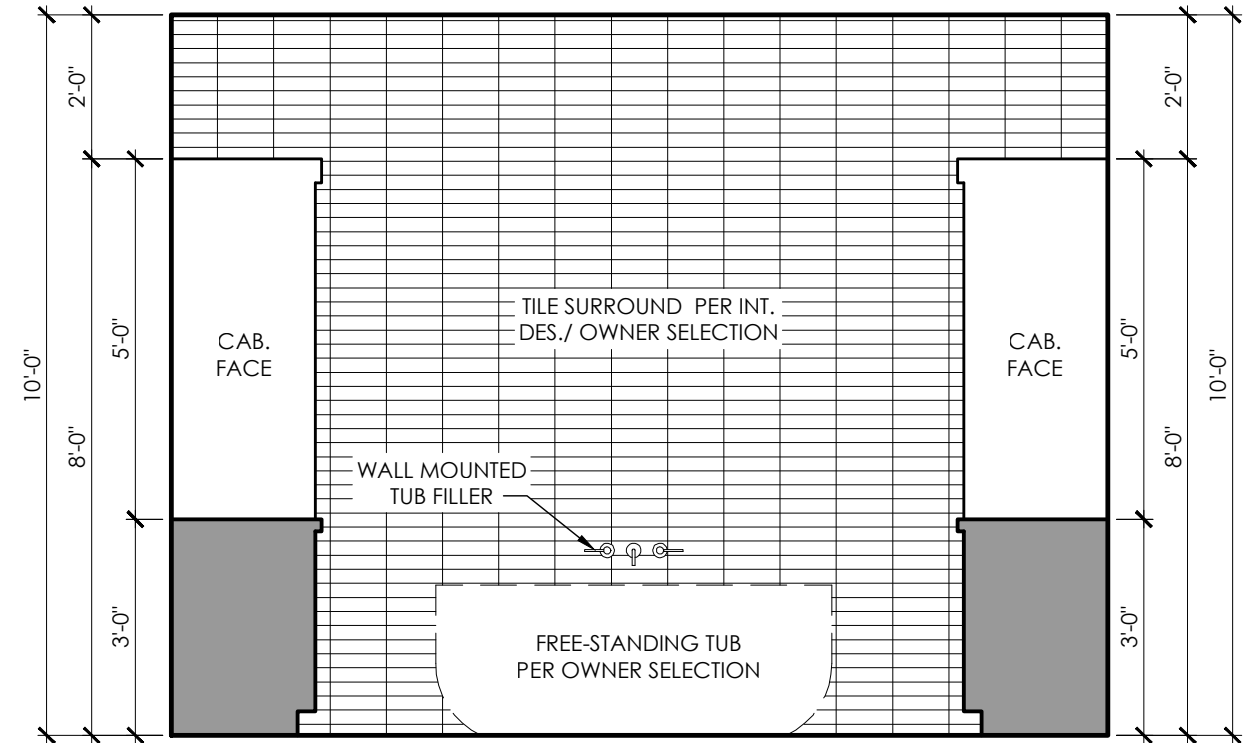 2'-0"
2'-0"
TILE SURROUND PER INT.
DES./ OWNER SELECTION
CAB.
FACE
CAB.
FACE
5'-0"
5'-0"
10'-0"
10'-0"
8'-0"
8'-0"
WALL MOUNTED
TUB FILLER
3'-0"
3'-0"
FREE-STANDING TUB
PER OWNER SELECTION